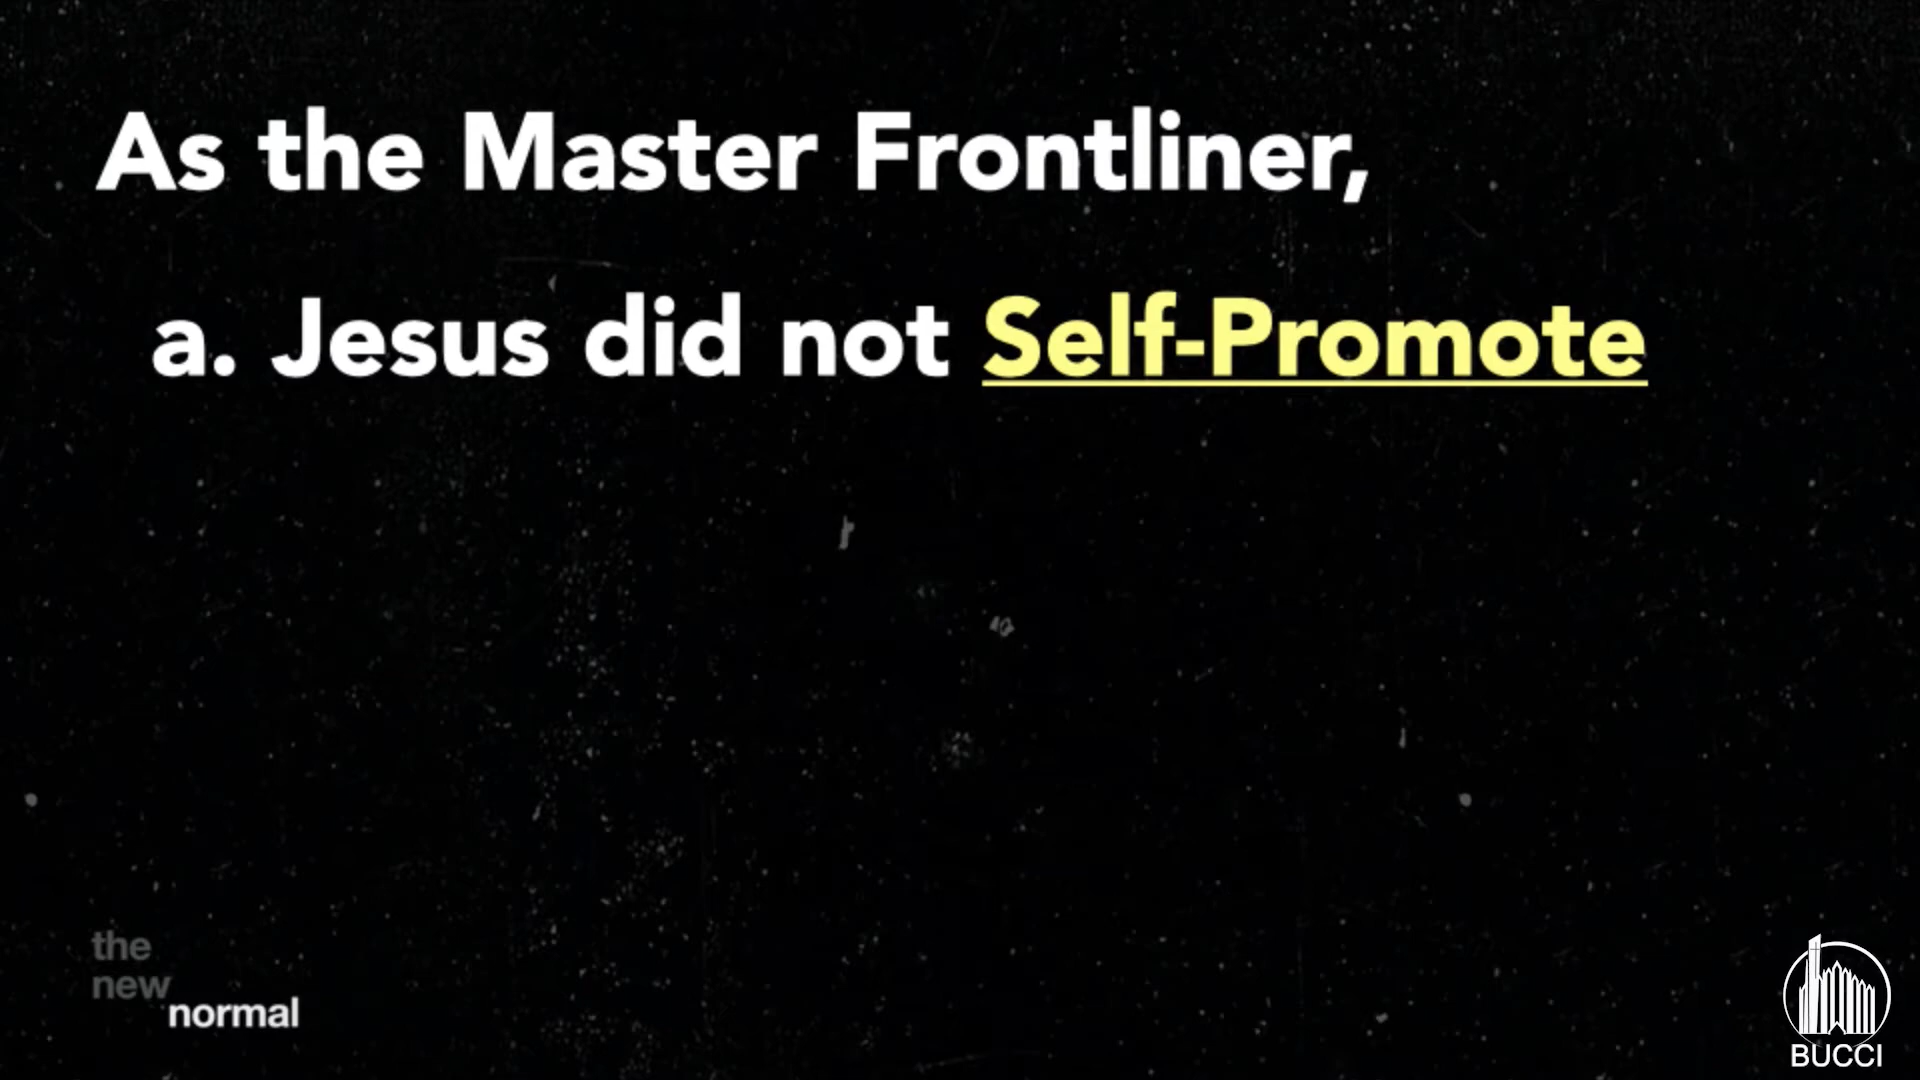 As the Master Frontliner,
a. Jesus did not Self-Promote
the
new
normal
BUCCI